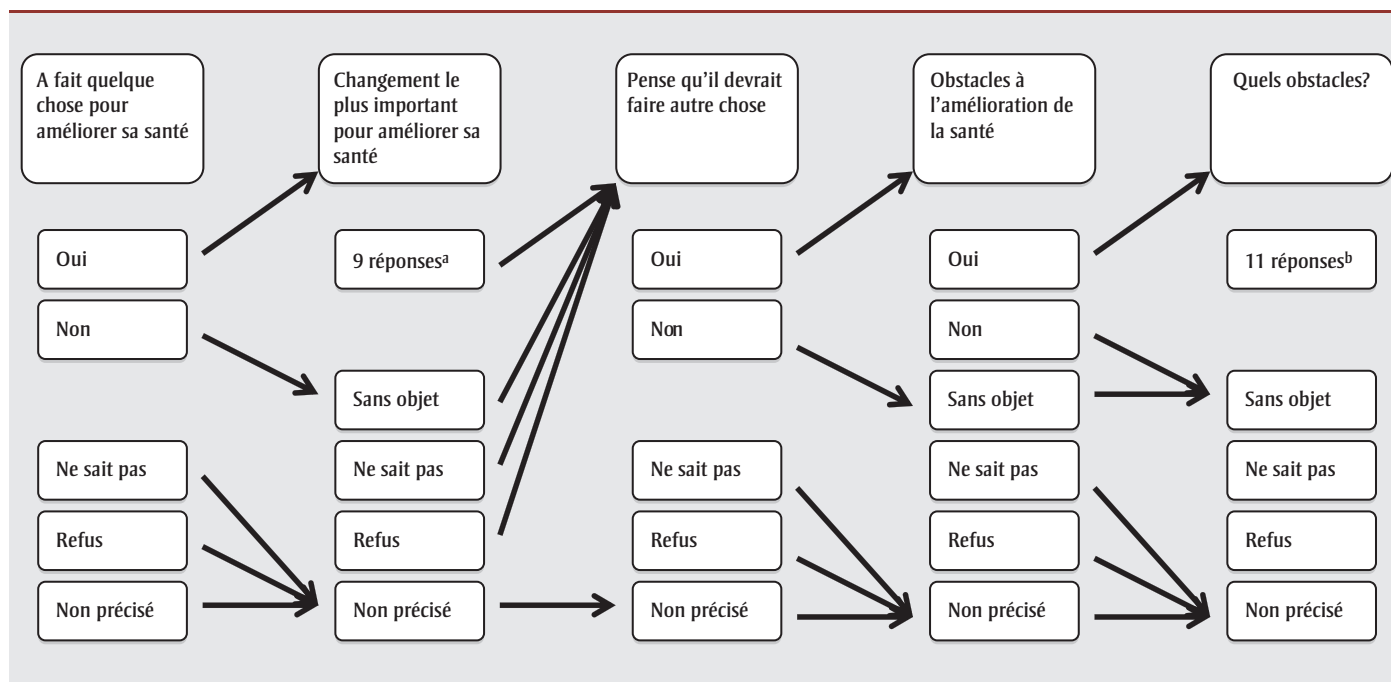 A fait quelque
chose pour
améliorer sa santé
Changement le
plus important
pour améliorer sa
santé
Pense qu'il devrait
faire autre chose
Obstacles à
l'amélioration de
la santé
Quels obstacles?
Oui
9 réponsesᵃ
Oui
Oui
11 réponsesᵇ
Non
Non
Non
Sans objet
Sans objet
Sans objet
Ne sait pas
Ne sait pas
Ne sait pas
Ne sait pas
Ne sait pas
Refus
Refus
Refus
Refus
Refus
Non précisé
Non précisé
Non précisé
Non précisé
Non précisé